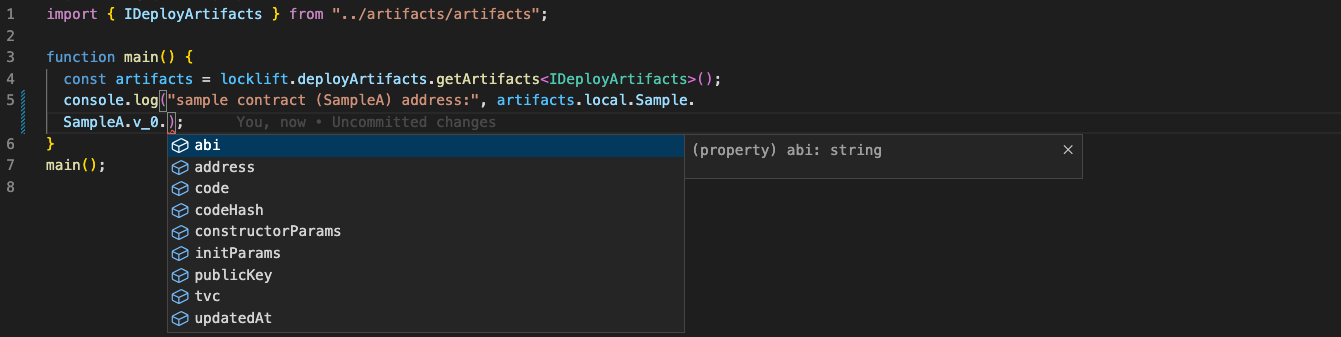 1 import { IDeployArtifacts } from "../artifacts/artifacts";
2
3 function main() {
4 const artifacts = locklift.deployArtifacts.getArtifacts<IDeployArtifacts>();
5 console.log("sample contract (SampleA) address:", artifacts.local.Sample.
SampleA.v_0.); You, now • Uncommitted changes
6 }
abi (property) abi: string ×
7 main();
address
8
code
codeHash
constructorParams
initParams
publicKey
tvc
updatedAt